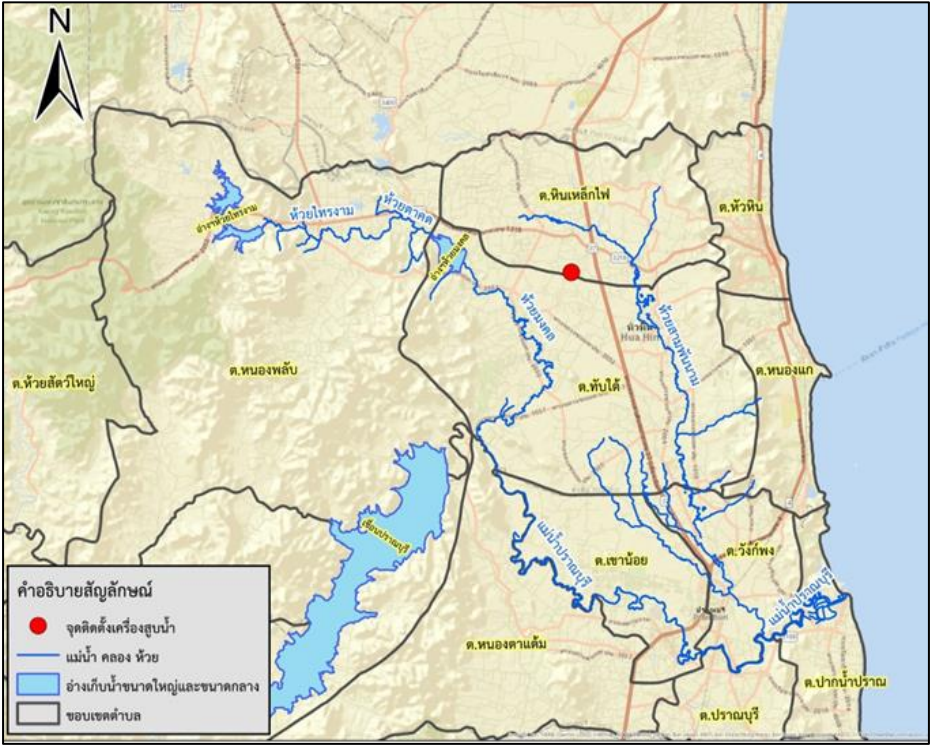 N
ต.หินเหล็กไฟ
ต.หัวหิน
ห้วยไทรงาม
ห้วยตาคด
อ่างฯห้วยไทรงาม
อ่างฯห้วยมงคล
ห้วยมงคล
ห้วยสามพันนาม
หัวหิน
Hua Hin
ต.ห้วยสัตว์ใหญ่
ต.หนองพลับ
ต.ทับใต้
ต.หนองแก
เขื่อนปราณบุรี
แม่น้ำปราณบุรี
ต.เขาน้อย
ต.วังก์พง
แม่น้ำปราณบุรี
ต.หนองตาแต้ม
ต.ปากน้ำปราณ
ต.ปราณบุรี
คำอธิบายสัญลักษณ์
จุดติดตั้งเครื่องสูบน้ำ
แม่น้ำ คลอง ห้วย
อ่างเก็บน้ำขนาดใหญ่และขนาดกลาง
ขอบเขตตำบล